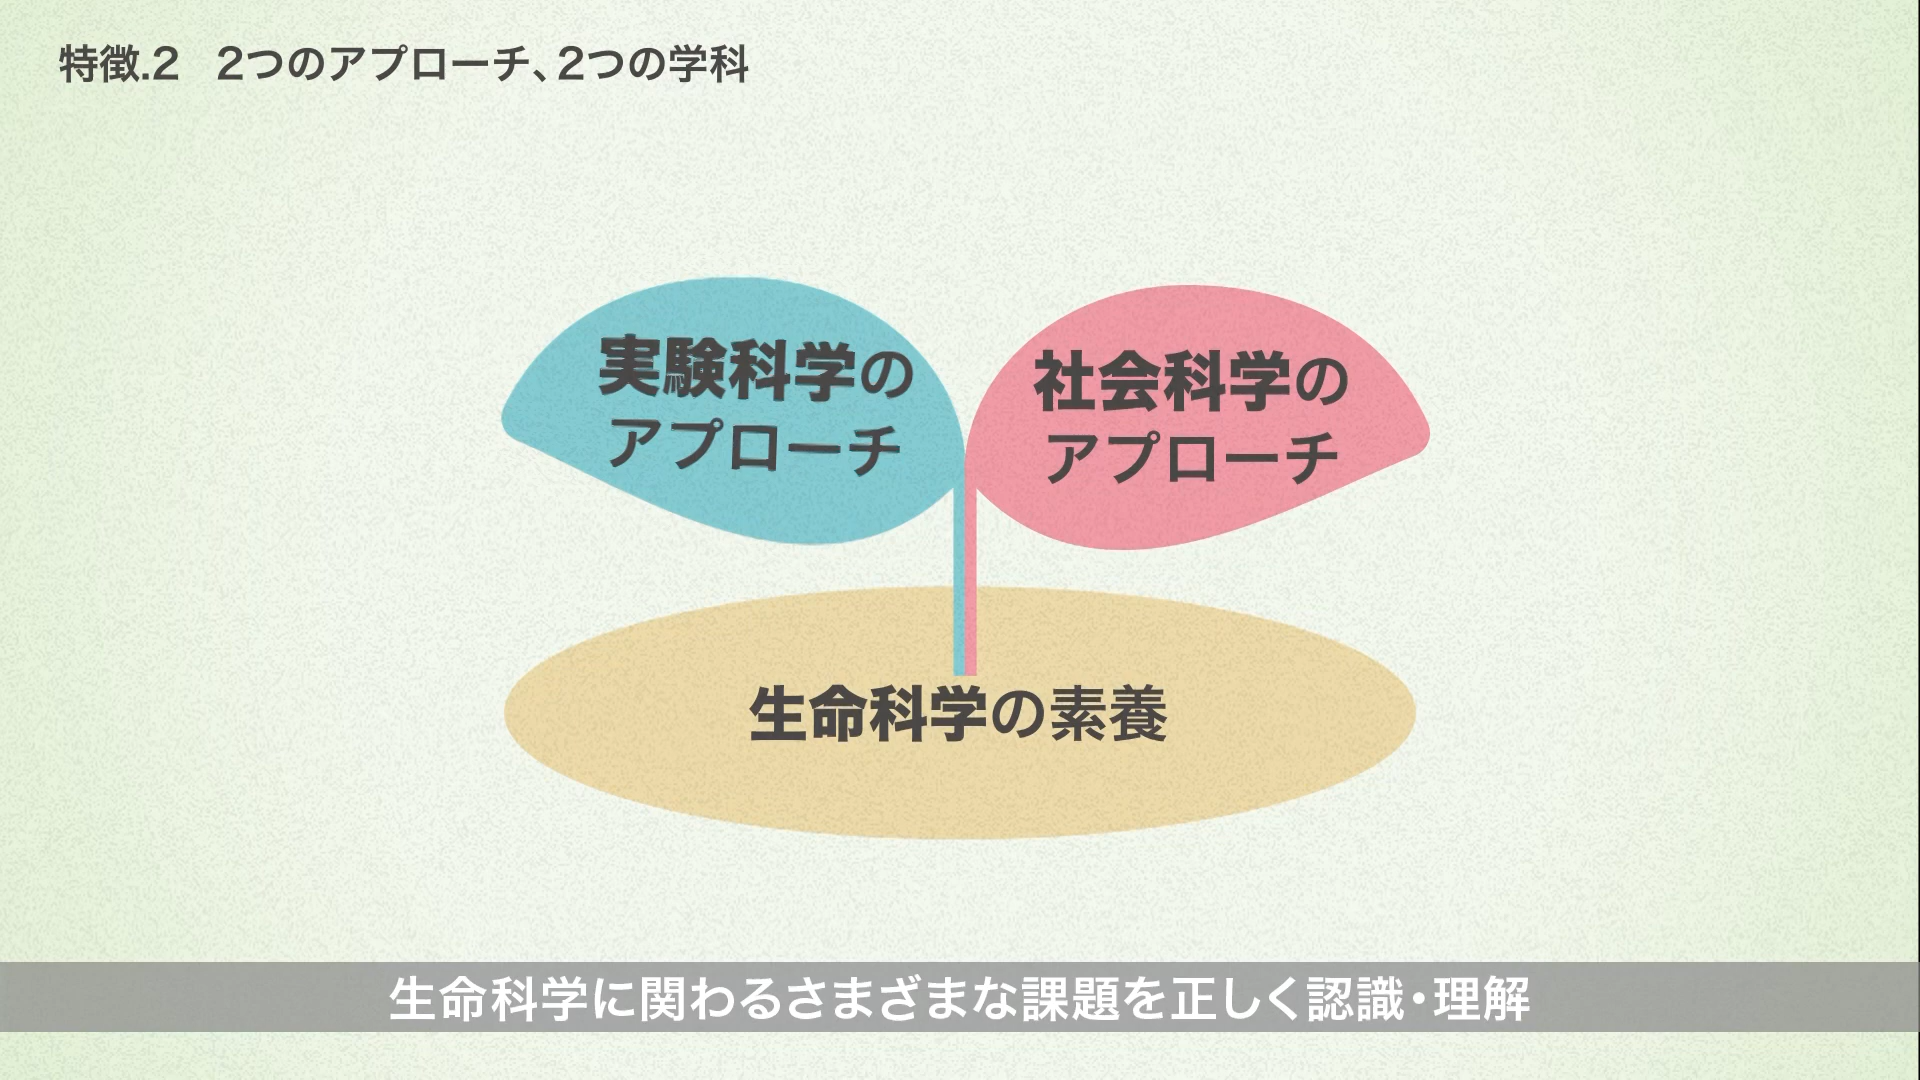 特徴.2 2つのアプローチ、2つの学科
実験科学の
アプローチ
社会科学の
アプローチ
生命科学の素養
生命科学に関わるさまざまな課題を正しく認識・理解